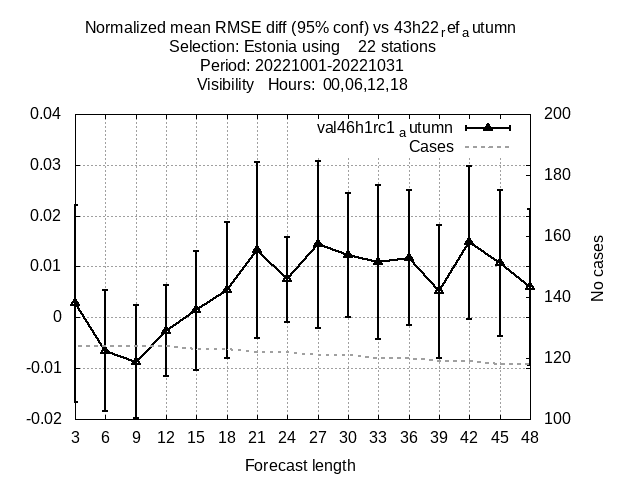 Normalized mean RMSE diff (95% conf) vs 43h22refautumn
Selection: Estonia using 22 stations
Period: 20221001-20221031
Visibility Hours: 00,06,12,18
val46h1rc1autumn
Cases
0.04
0.03
0.02
0.01
0
-0.01
-0.02
200
180
160
140
120
100
No cases
3 6 9 12 15 18 21 24 27 30 33 36 39 42 45 48
Forecast length